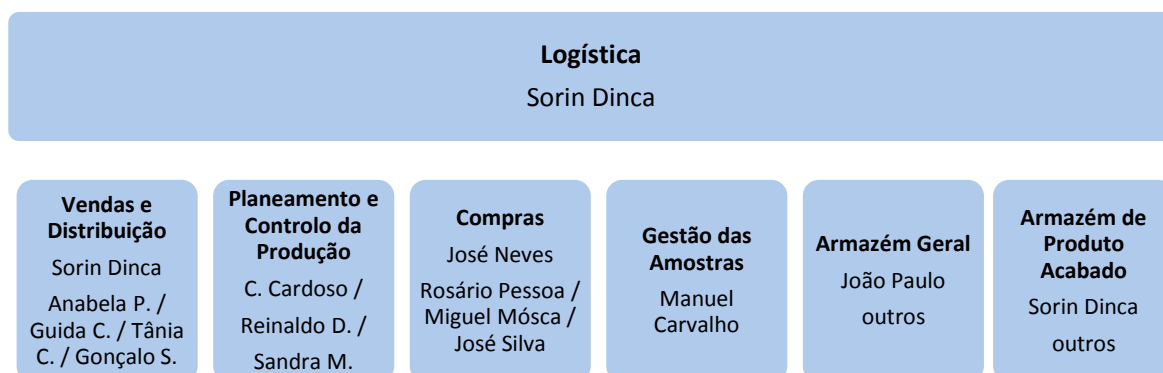 Logística
Sorin Dinca
Vendas e
Distribuição
Sorin Dinca
Anabela P. /
Guida C. / Tânia
C. / Gonçalo S.
Planeamento e
Controlo da
Produção
C. Cardoso /
Reinaldo D. /
Sandra M.
Compras
José Neves
Rosário Pessoa /
Miguel Mósca /
José Silva
Gestão das
Amostras
Manuel
Carvalho
Armazém Geral
João Paulo
outros
Armazém de
Produto
Acabado
Sorin Dinca
outros